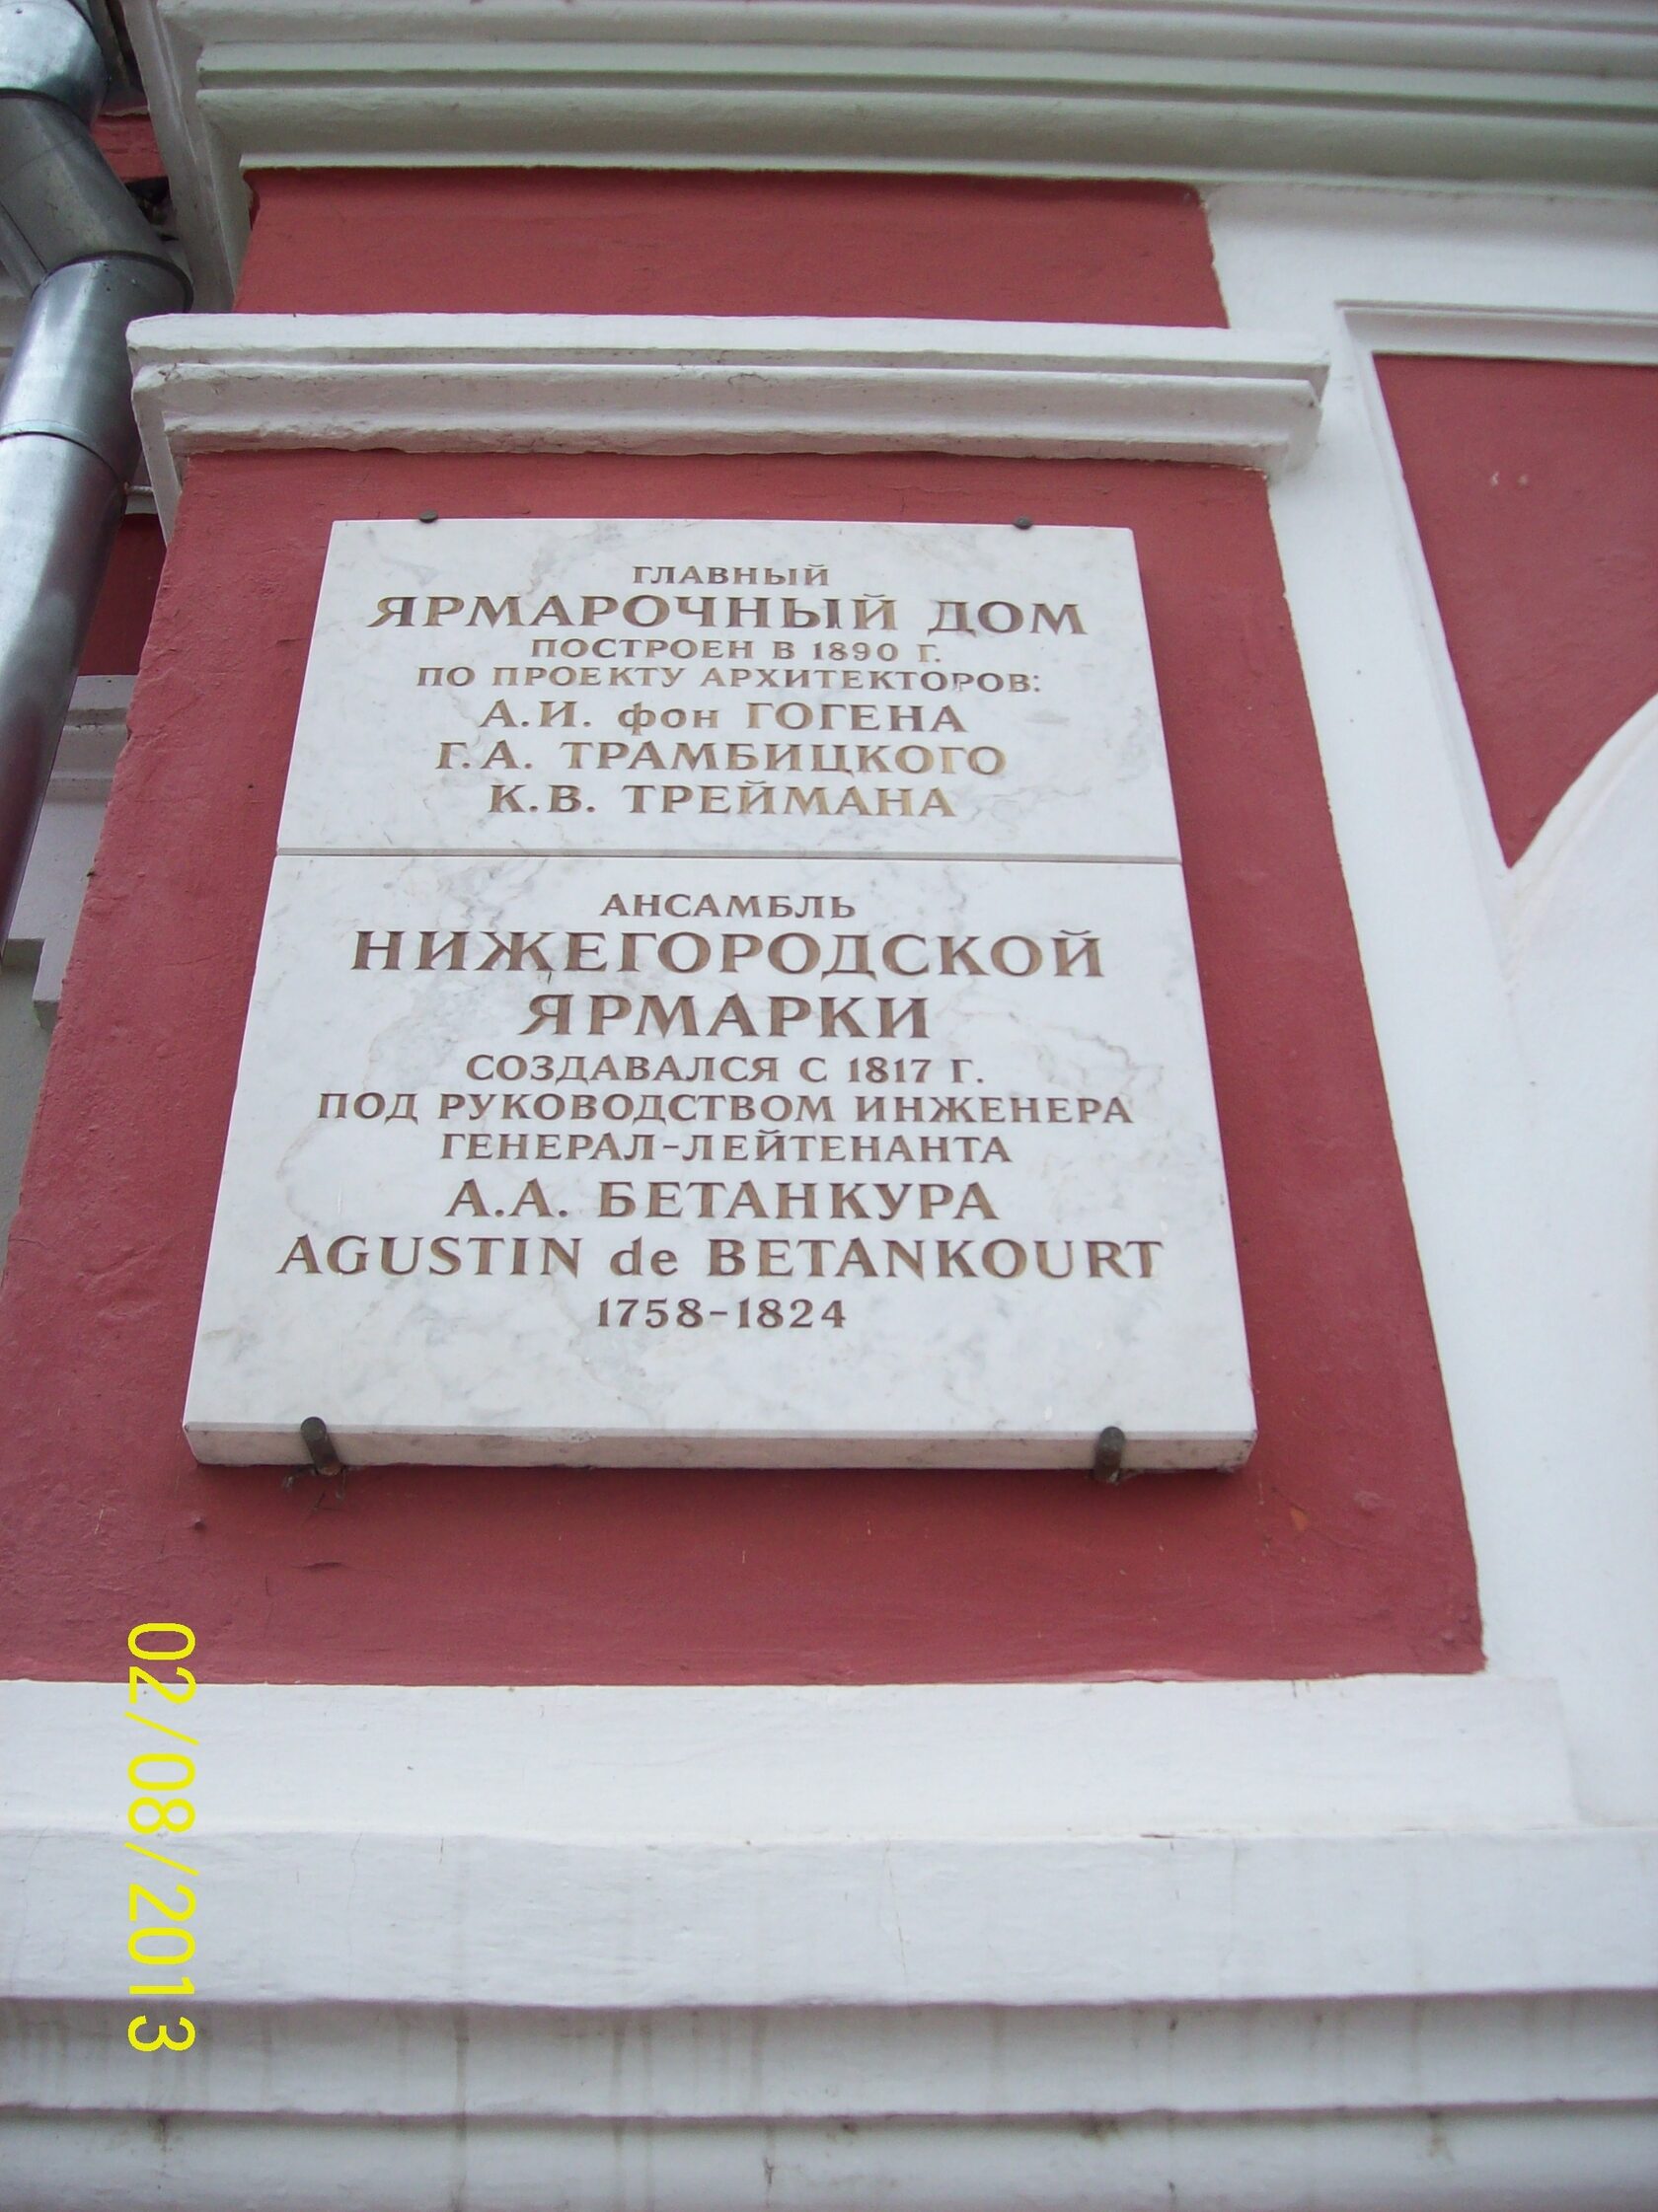 ГЛАВНЫЙ
ЯРМАРОЧНЫЙ ДОМ
ПОСТРОЕН В 1890 Г.
ПО ПРОЕКТУ АРХИТЕКТОРОВ:
А.И. фон ГОГЕНА
Г.А. ТРАМБИЦКОГО
К.В. ТРЕЙМАНА
АНСАМБЛЬ
НИЖЕГОРОДСКОЙ
ЯРМАРКИ
СОЗДАВАЛСЯ С 1817 Г.
ПОД РУКОВОДСТВОМ ИНЖЕНЕРА
ГЕНЕРАЛ-ЛЕЙТЕНАНТА
А.А. БЕТАНКУРА
AGUSTIN de BETANKOURT
1758-1824
02/08/2013